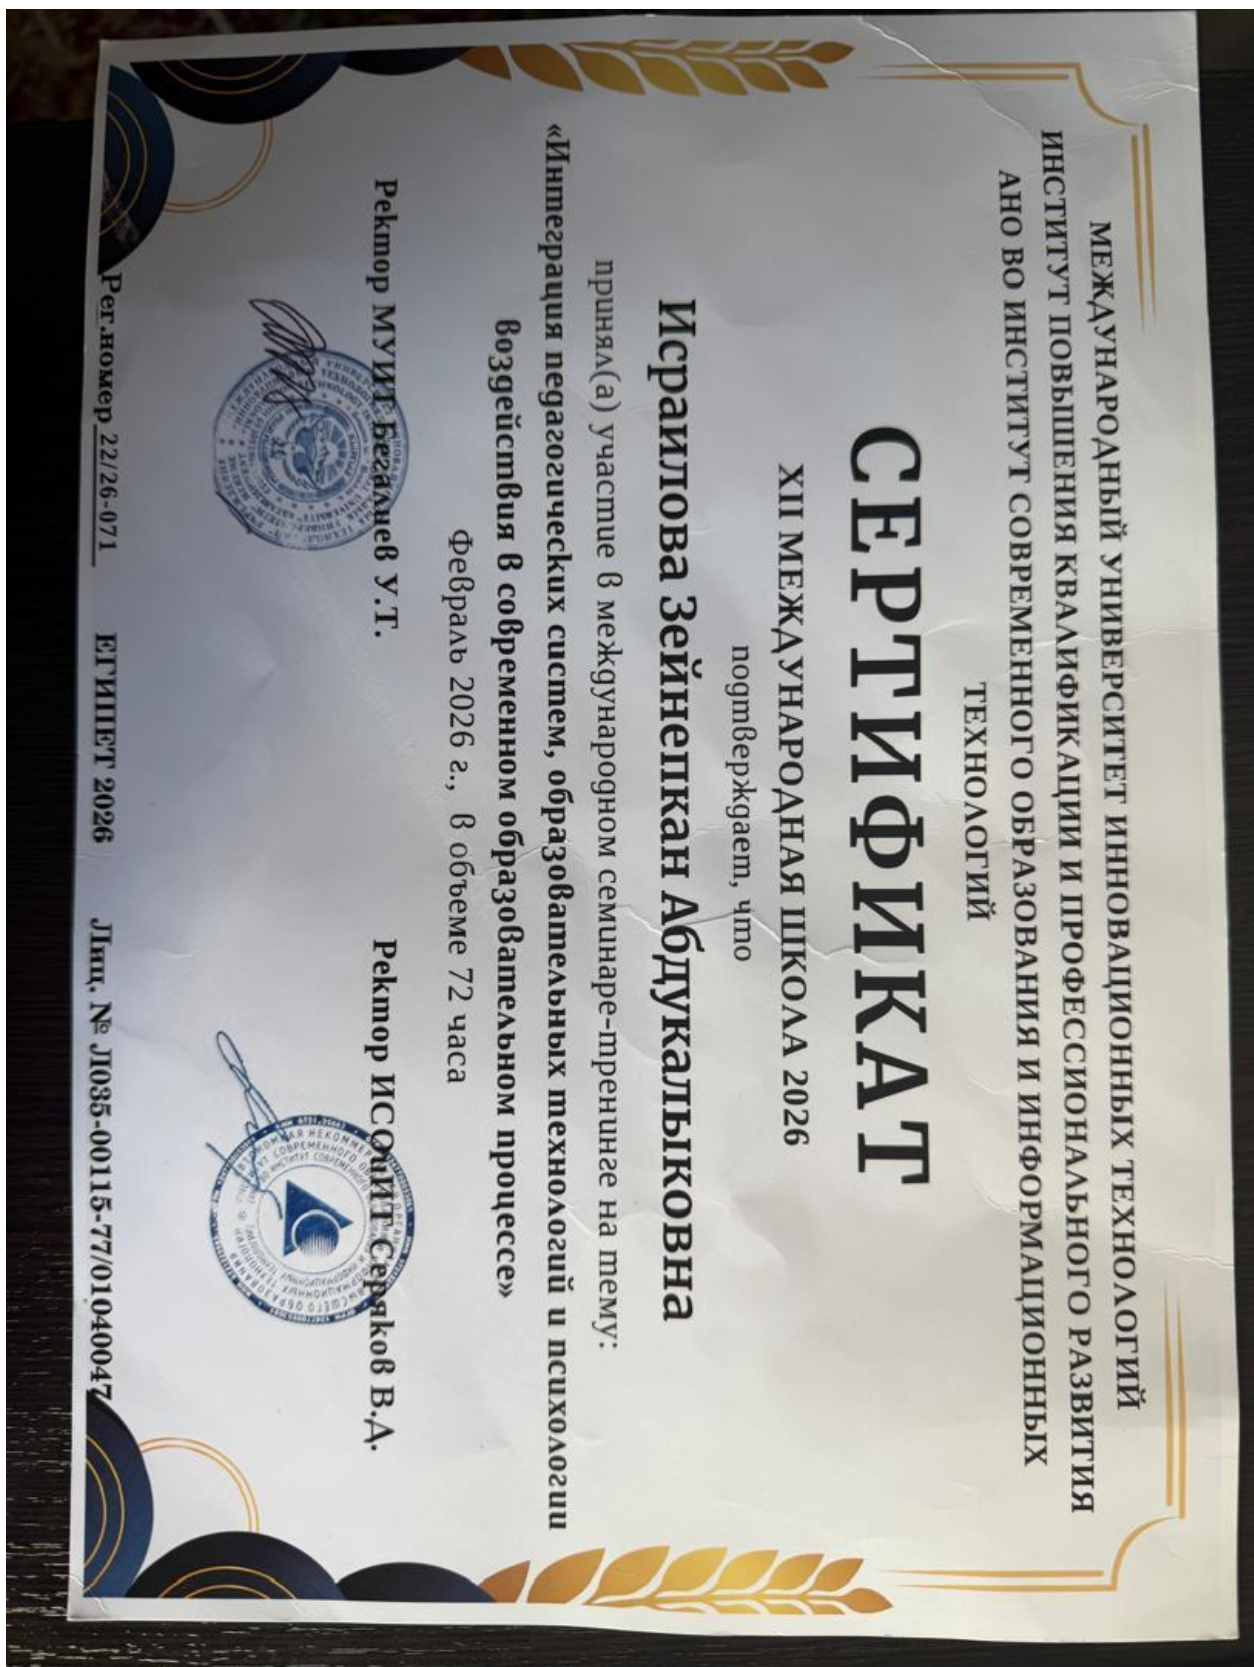 МЕЖДУНАРОДНЫЙ УНИВЕРСИТЕТ ИННОВАЦИОННЫХ ТЕХНОЛОГИЙ
ИНСТИТУТ ПОВЫШЕНИЯ КВАЛИФИКАЦИИ И ПРОФЕССИОНАЛЬНОГО РАЗВИТИЯ
АНО ВО ИНСТИТУТ СОВРЕМЕННОГО ОБРАЗОВАНИЯ И ИНФОРМАЦИОННЫХ
ТЕХНОЛОГИЙ
СЕРТИФИКАТ
XII МЕЖДУНАРОДНАЯ ШКОЛА 2026
подтверждает, что
Исраилова Зейнепкан Абдукалыковна
принял(а) участие в международном семинаре-тренинге на тему:
«Интеграция педагогических систем, образовательных технологий и психологии
воздействия в современном образовательном процессе»
Февраль 2026 г., в объеме 72 часа
Ректор МУИТ Бегалиев У.Т. Ректор ИСОиИТ Серяков В.Д.
Рег.номер 22/26-071 ЕГИПЕТ 2026 Лиц. № Л035-00115-77/01040047